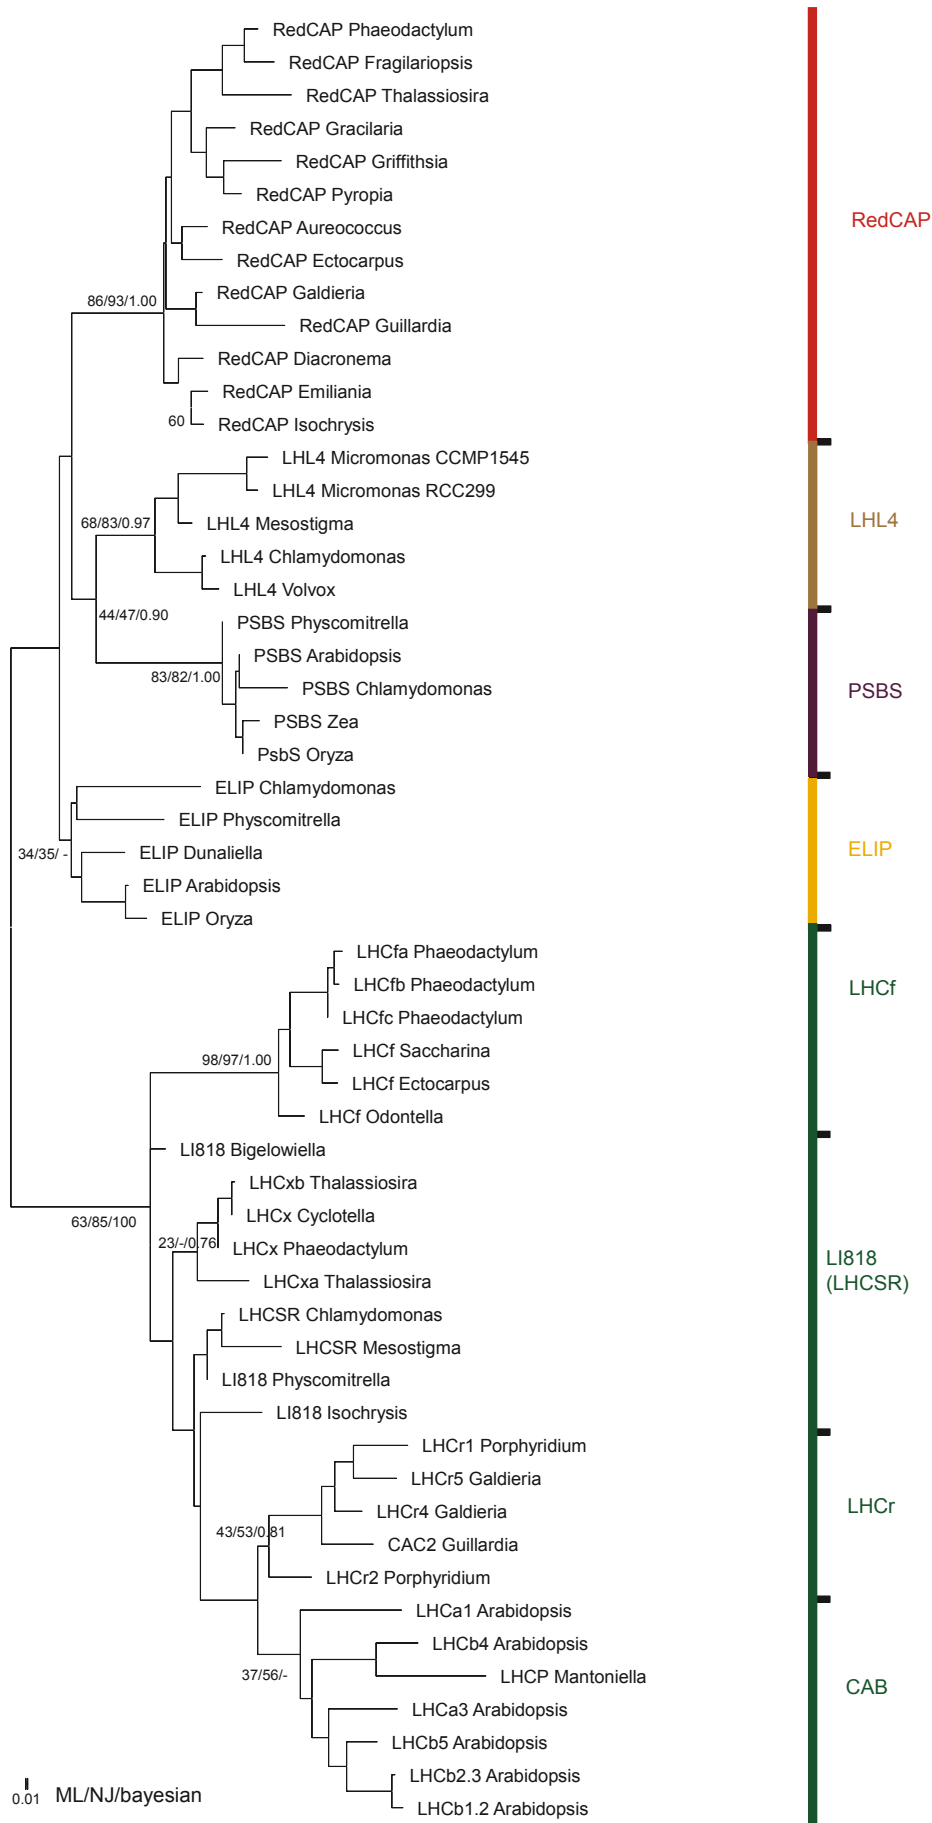 RedCAP Phaeodactylum
RedCAP Fragilariopsis
RedCAP Thalassiosira
RedCAP Gracilaria
RedCAP Griffithsia
RedCAP Pyropia
RedCAP Aureococcus
RedCAP
RedCAP Ectocarpus
RedCAP Galdieria
86/93/1.00
RedCAP Guillardia
RedCAP Diacronema
RedCAP Emiliania
60
RedCAP Isochrysis
LHL4 Micromonas CCMP1545
LHL4 Micromonas RCC299
68/83/0.97
LHL4 Mesostigma
LHL4
LHL4 Chlamydomonas
LHL4 Volvox
44/47/0.90
PSBS Physcomitrella
PSBS Arabidopsis
83/82/1.00
PSBS Chlamydomonas
PSBS
PSBS Zea
PsbS Oryza
ELIP Chlamydomonas
ELIP Physcomitrella
34/35/ -
ELIP Dunaliella
ELIP
ELIP Arabidopsis
ELIP Oryza
LHCfa Phaeodactylum
LHCfb Phaeodactylum
LHCf
LHCfc Phaeodactylum
LHCf Saccharina
98/97/1.00
LHCf Ectocarpus
LHCf Odontella
LI818 Bigelowiella
LHCxb Thalassiosira
LHCx Cyclotella
63/85/100
23/-/0.76
LHCx Phaeodactylum
LI818
(LHCSR)
LHCxa Thalassiosira
LHCSR Chlamydomonas
LHCSR Mesostigma
LI818 Physcomitrella
LI818 Isochrysis
LHCr1 Porphyridium
LHCr5 Galdieria
LHCr4 Galdieria
LHCr
43/53/0.81
CAC2 Guillardia
LHCr2 Porphyridium
LHCa1 Arabidopsis
LHCb4 Arabidopsis
37/56/-
LHCP Mantoniella
CAB
LHCa3 Arabidopsis
LHCb5 Arabidopsis
LHCb2.3 Arabidopsis
0.01 ML/NJ/bayesian
LHCb1.2 Arabidopsis